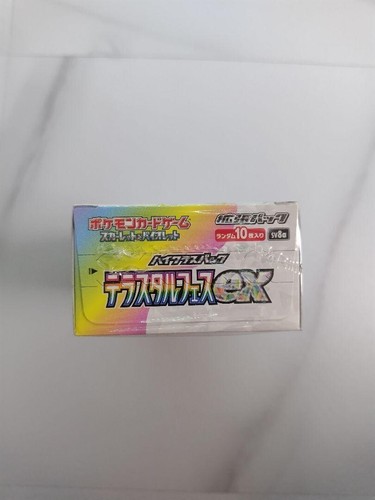 ポケモンカードゲーム 拡張パック
スカーレット&バイオレット ランダム10枚入り SV8a
ハイクラスパック
テラスタルフェスex